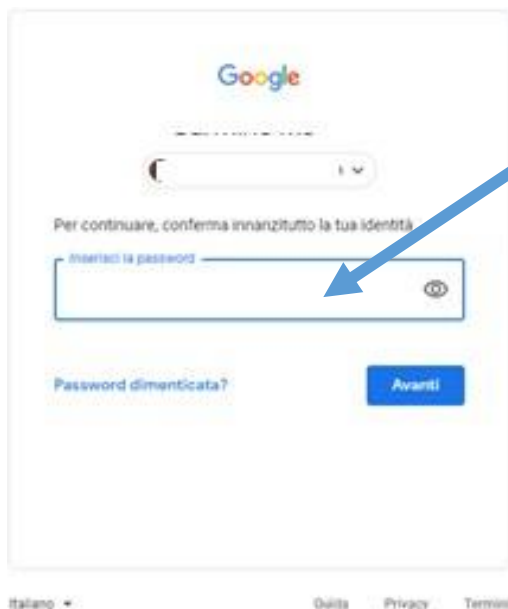 Google
Per continuare, conferma innanzitutto la tua identità
Inserisci la password
Password dimenticata?
Avanti
Italiano
Guida Privacy Termini